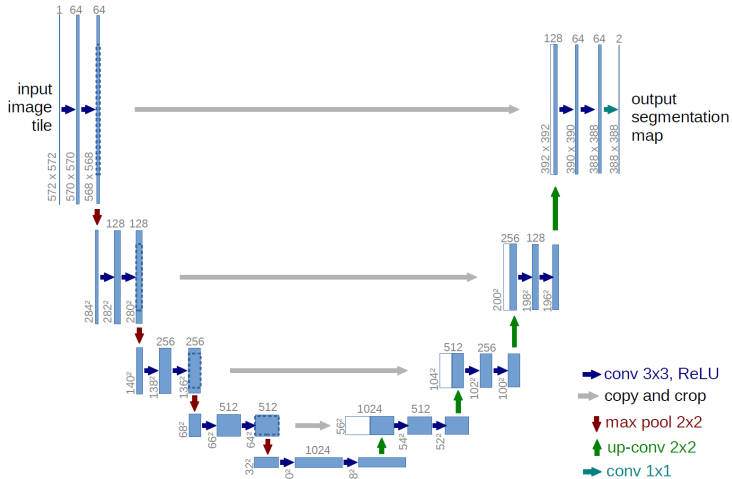 1 64 64
128 64 64 2
input
image
tile
output
segmentation
map
572 x 572
570 x 570
568 x 568
392 x 392
390 x 390
388 x 388
388 x 388
128 128
256 128
284²
282²
280²
200²
198²
196²
256 256
512 256
140²
138²
136²
104²
102²
100²
512 512
1024 512
68²
66²
64²
56²
54²
52²
1024
32²
0²
8²
conv 3x3, ReLU
copy and crop
max pool 2x2
up-conv 2x2
conv 1x1